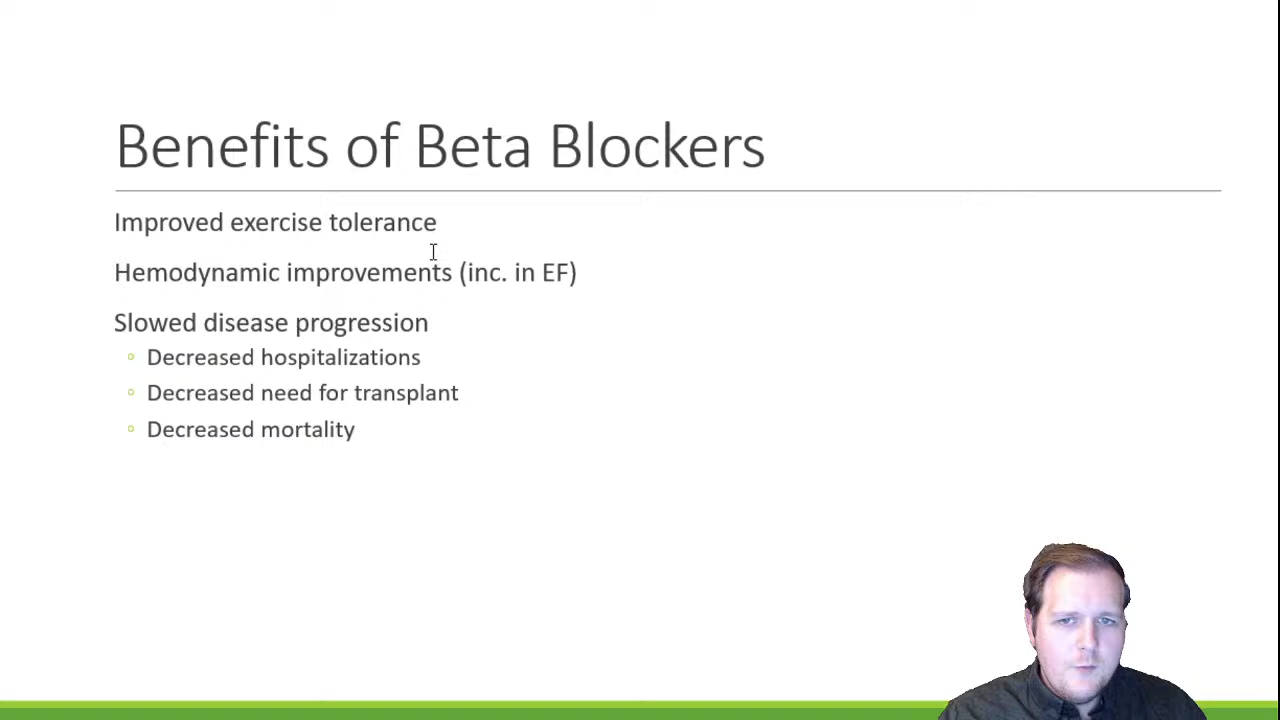 Benefits of Beta Blockers
Improved exercise tolerance
Hemodynamic improvements (inc. in EF)
Slowed disease progression
Decreased hospitalizations
Decreased need for transplant
Decreased mortality